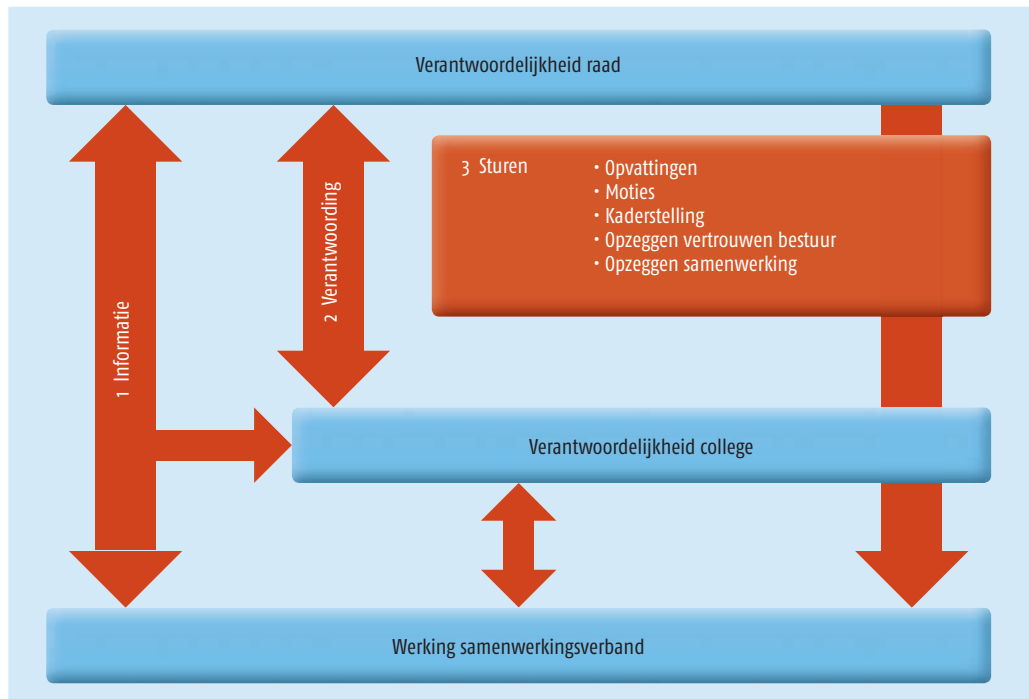 Verantwoordelijkheid raad
1 Informatie
2 Verantwoording
3 Sturen
• Opvattingen
• Moties
• Kaderstelling
• Opzeggen vertrouwen bestuur
• Opzeggen samenwerking
Verantwoordelijkheid college
Werking samenwerkingsverband